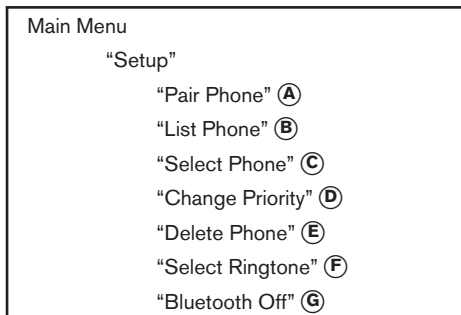 Main Menu
“Setup”
“Pair Phone” Ⓐ
“List Phone” Ⓑ
“Select Phone” Ⓒ
“Change Priority” Ⓓ
“Delete Phone” Ⓔ
“Select Ringtone” Ⓕ
“Bluetooth Off” Ⓖ